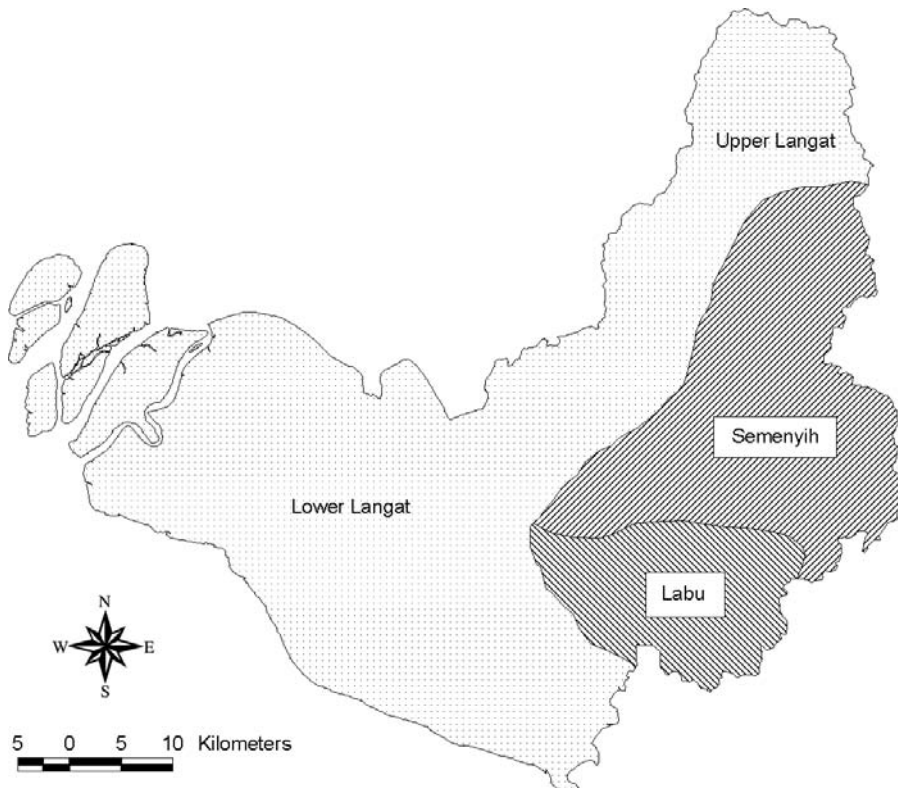 Upper Langat
Semenyih
Lower Langat
Labu
N
W E
S
5 0 5 10 Kilometers